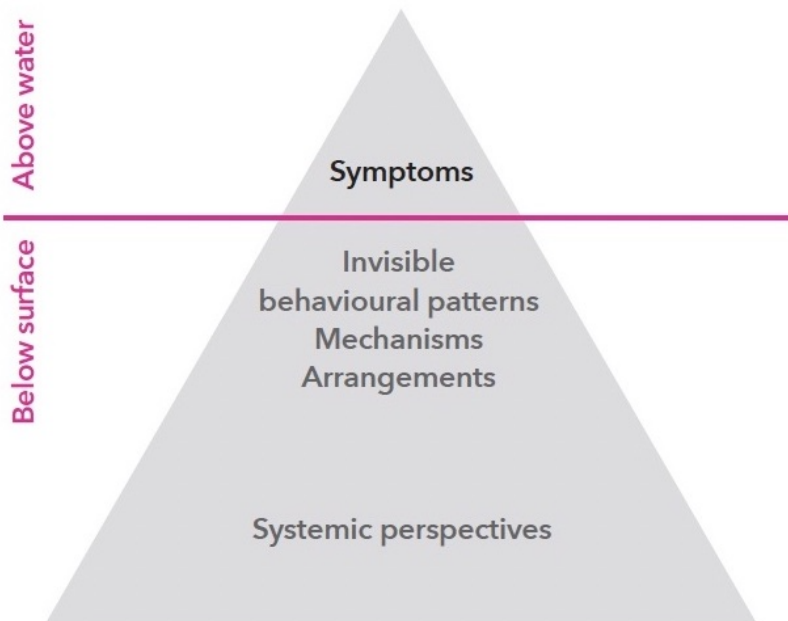 Above water
Symptoms
Below surface
Invisible
behavioural patterns
Mechanisms
Arrangements
Systemic perspectives